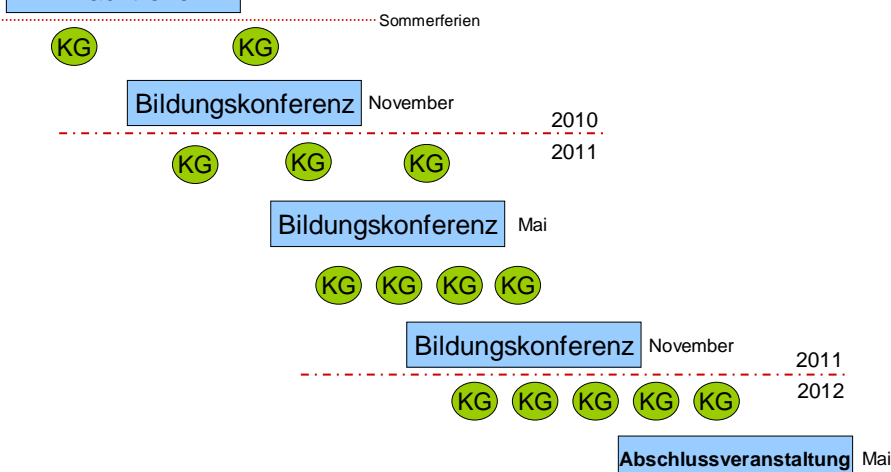 Sommerferien
KG KG
Bildungskonferenz November
2010
2011
KG KG KG
Bildungskonferenz Mai
KG KG KG KG
Bildungskonferenz November
2011
2012
KG KG KG KG KG
Abschlussveranstaltung Mai